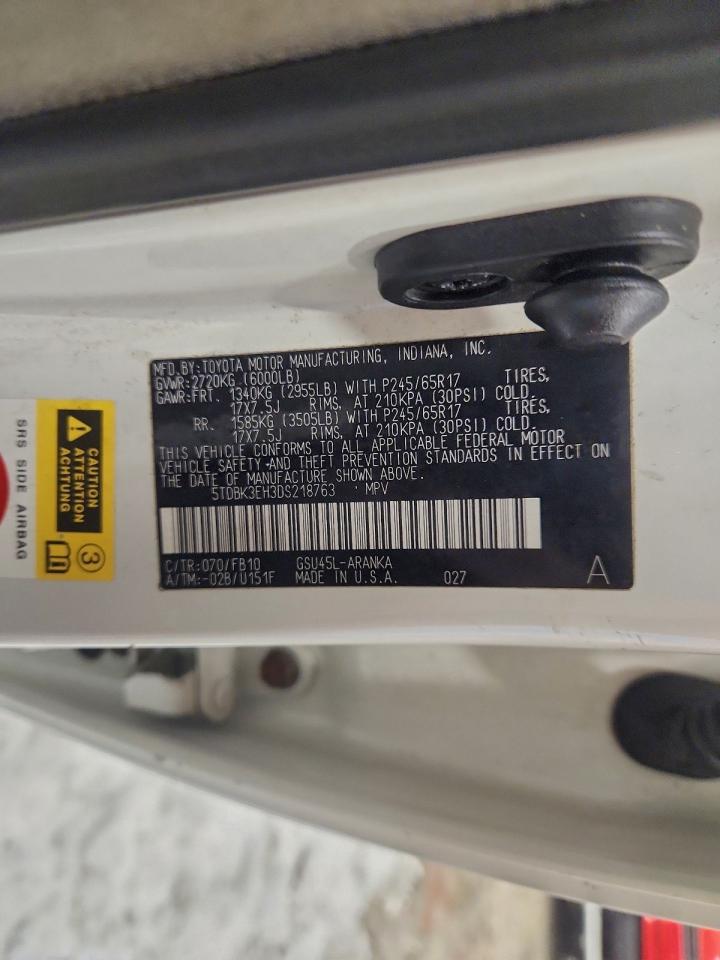 MFD.BY:TOYOTA MOTOR MANUFACTURING, INDIANA, INC.
GVWR:2720KG (6000LB)
GAWR:FRT. 1340KG (2955LB) WITH P245/65R17 TIRES,
17X7.5J RIMS, AT 210KPA (30PSI) COLD.
RR. 1585KG (3505LB) WITH P245/65R17 TIRES,
17X7.5J RIMS, AT 210KPA (30PSI) COLD.
THIS VEHICLE CONFORMS TO ALL APPLICABLE FEDERAL MOTOR
VEHICLE SAFETY AND THEFT PREVENTION STANDARDS IN EFFECT ON
THE DATE OF MANUFACTURE SHOWN ABOVE.
5TDBK3EH3DS218763 MPV
C/TR:070/FB10 GSU45L-ARANKA
A/TM:-02B/U151F MADE IN U.S.A. 027 A
CAUTION
ATTENTION
ACHTUNG
3
SRS SIDE AIRBAG